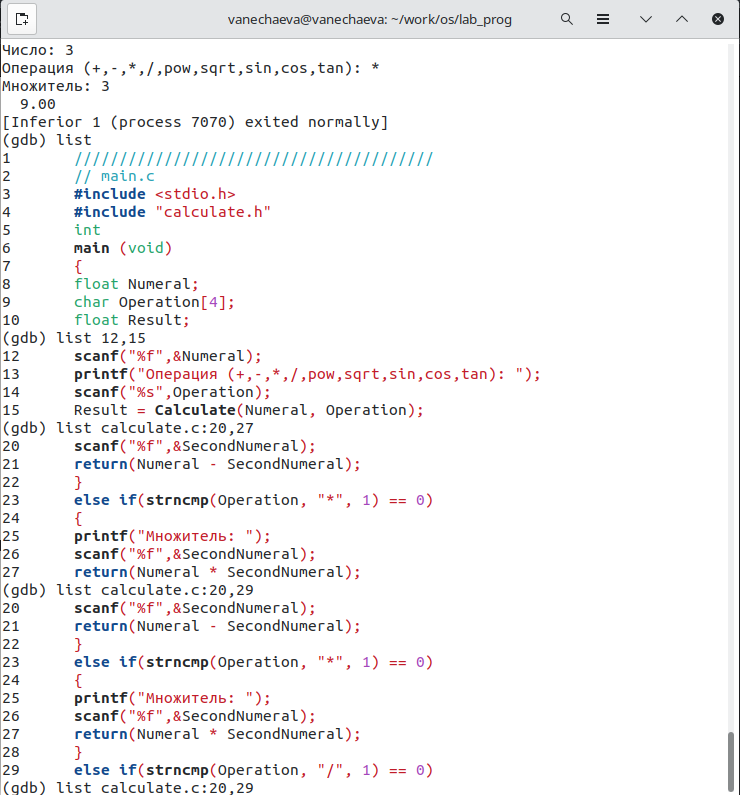 vanechaeva@vanechaeva: ~/work/os/lab_prog
Число: 3
Операция (+,-,*,/,pow,sqrt,sin,cos,tan): *
Множитель: 3
  9.00
[Inferior 1 (process 7070) exited normally]
(gdb) list
1       ////////////////////////////////////////
2       // main.c
3       #include <stdio.h>
4       #include "calculate.h"
5       int
6       main (void)
7       {
8       float Numeral;
9       char Operation[4];
10      float Result;
(gdb) list 12,15
12      scanf("%f",&Numeral);
13      printf("Операция (+,-,*,/,pow,sqrt,sin,cos,tan): ");
14      scanf("%s",Operation);
15      Result = Calculate(Numeral, Operation);
(gdb) list calculate.c:20,27
20      scanf("%f",&SecondNumeral);
21      return(Numeral - SecondNumeral);
22      }
23      else if(strncmp(Operation, "*", 1) == 0)
24      {
25      printf("Множитель: ");
26      scanf("%f",&SecondNumeral);
27      return(Numeral * SecondNumeral);
(gdb) list calculate.c:20,29
20      scanf("%f",&SecondNumeral);
21      return(Numeral - SecondNumeral);
22      }
23      else if(strncmp(Operation, "*", 1) == 0)
24      {
25      printf("Множитель: ");
26      scanf("%f",&SecondNumeral);
27      return(Numeral * SecondNumeral);
28      }
29      else if(strncmp(Operation, "/", 1) == 0)
(gdb) list calculate.c:20,29